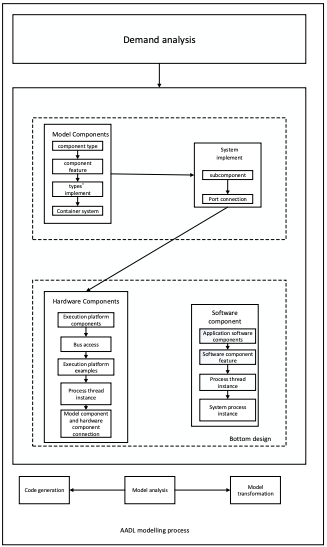 Demand analysis
Model Components
component type
component
feature
types'
implement
Container system
System
implement
subcomponent
Port connection
Hardware Components
Execution platform
components
Bus access
Execution platform
examples
Process thread
instance
Model component
and hardware
component
connection
Software
component
Application software
components
Software component
feature
Process thread
instance
System process
instance
Bottom design
Code generation
Model analysis
Model
transformation
AADL modelling process